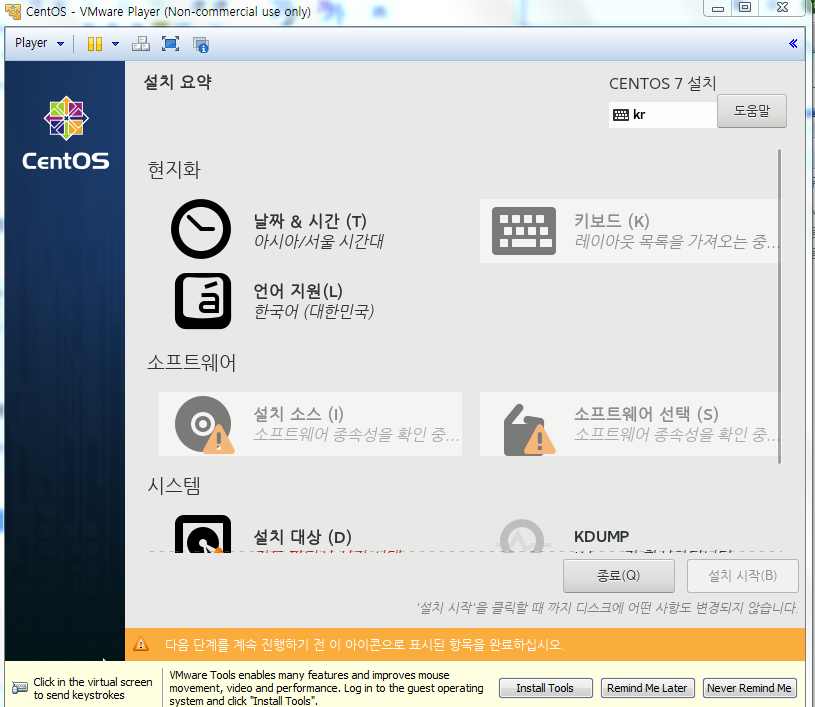 CentOS - VMware Player (Non-commercial use only)
Player
CentOS
설치 요약
CENTOS 7 설치
kr
도움말
현지화
날짜 & 시간 (T)
아시아/서울 시간대
키보드 (K)
레이아웃 목록을 가져오는 중...
언어 지원(L)
한국어 (대한민국)
소프트웨어
설치 소스 (I)
소프트웨어 종속성을 확인 중...
소프트웨어 선택 (S)
소프트웨어 종속성을 확인 중...
시스템
설치 대상 (D)
KDUMP
종료(Q)
설치 시작(B)
'설치 시작'을 클릭할 때 까지 디스크에 어떤 사항도 변경되지 않습니다.
다음 단계를 계속 진행하기 전 이 아이콘으로 표시된 항목을 완료하십시오.
Click in the virtual screen
to send keystrokes
VMware Tools enables many features and improves mouse
movement, video and performance. Log in to the guest operating
system and click "Install Tools".
Install Tools
Remind Me Later
Never Remind Me